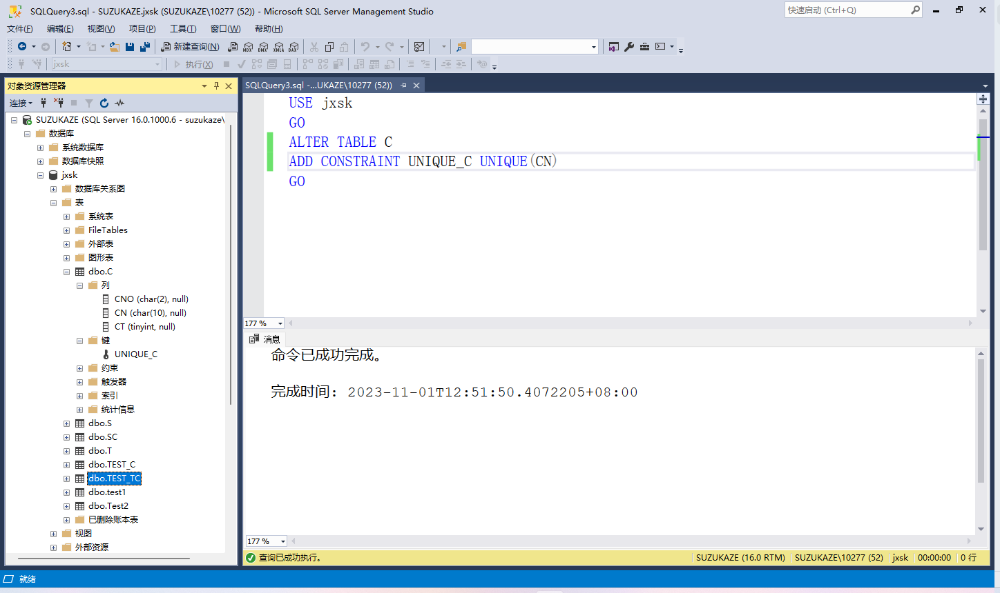 SQLQuery3.sql - SUZUKAZE.jxsk (SUZUKAZE\10277 (52)) - Microsoft SQL Server Management Studio
快速启动 (Ctrl+Q)
文件(F) 编辑(E) 视图(V) 项目(P) 工具(T) 窗口(W) 帮助(H)
新建查询(N) MDX DMX XMLA DAX
jxsk 执行(X)
对象资源管理器
连接
SUZUKAZE (SQL Server 16.0.1000.6 - suzukaze\
数据库
系统数据库
数据库快照
jxsk
数据库关系图
表
系统表
FileTables
外部表
图形表
dbo.C
列
CNO (char(2), null)
CN (char(10), null)
CT (tinyint, null)
键
UNIQUE_C
约束
触发器
索引
统计信息
dbo.S
dbo.SC
dbo.T
dbo.TEST_C
dbo.TEST_TC
dbo.test1
dbo.Test2
已删除账本表
视图
外部资源
SQLQuery3.sql -...UKAZE\10277 (52))
USE jxsk
GO
ALTER TABLE C
ADD CONSTRAINT UNIQUE_C UNIQUE(CN)
GO
177 %
消息
命令已成功完成。
完成时间: 2023-11-01T12:51:50.4072205+08:00
177 %
查询已成功执行。 SUZUKAZE (16.0 RTM) SUZUKAZE\10277 (52) jxsk 00:00:00 0 行
就绪